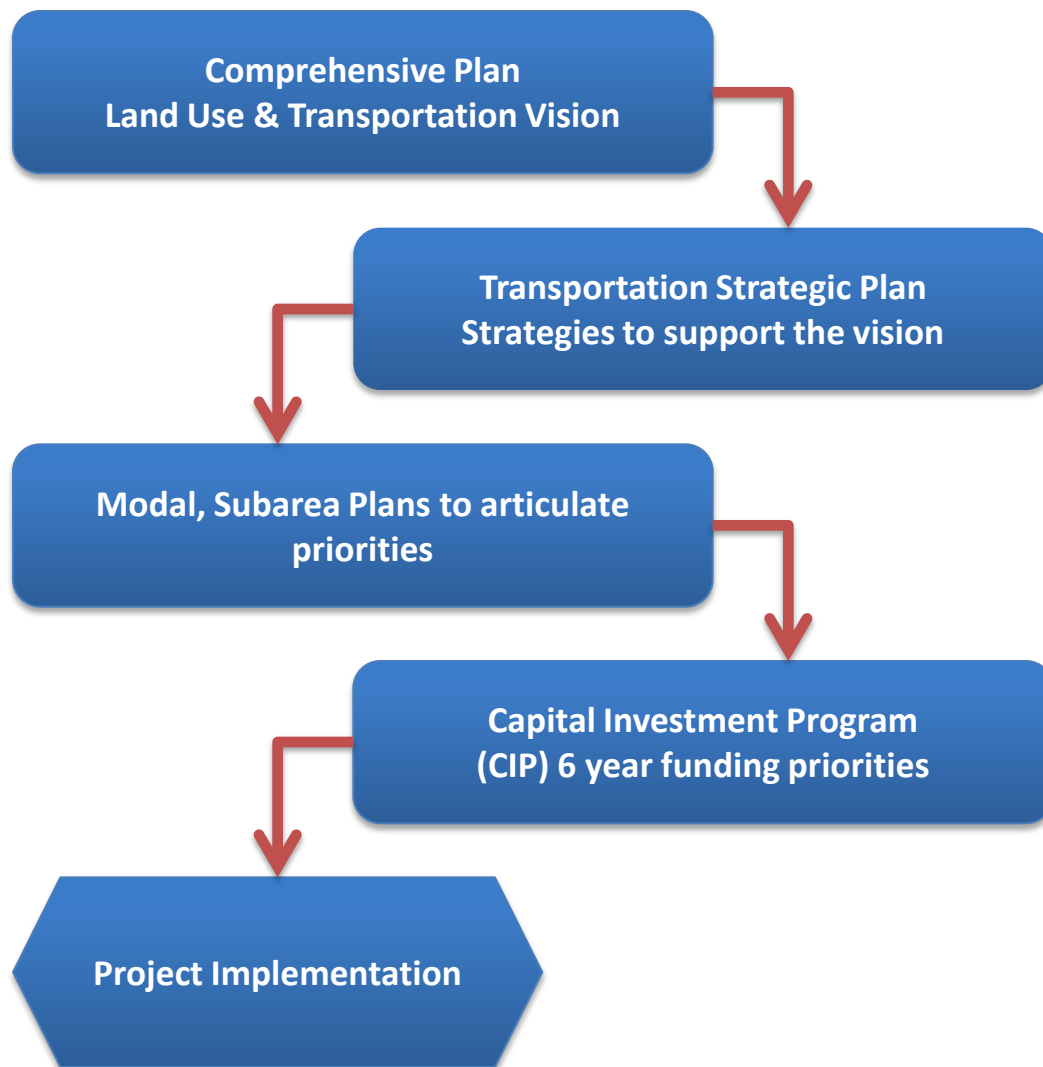 Comprehensive Plan
Land Use & Transportation Vision
Transportation Strategic Plan
Strategies to support the vision
Modal, Subarea Plans to articulate
priorities
Capital Investment Program
(CIP) 6 year funding priorities
Project Implementation